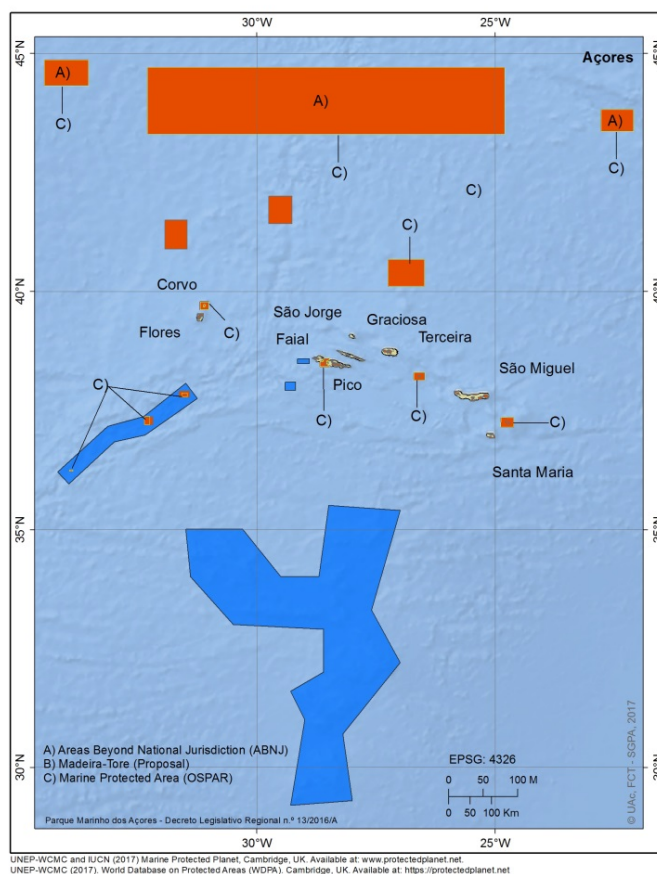 30°W
25°W
45°N
45°N
Açores
A)
A)
A)
C)
C)
C)
C)
C)
40°N
40°N
Corvo
São Jorge
Graciosa
Flores
C)
Faial
Terceira
São Miguel
Pico
C)
C)
C)
C)
Santa Maria
35°N
35°N
A) Areas Beyond National Jurisdiction (ABNJ)
B) Madeira-Tore (Proposal)
C) Marine Protected Area (OSPAR)
EPSG: 4326
0 50 100 M
0 50 100 Km
30°N
30°N
© UAc, FCT - SGPA, 2017
Parque Marinho dos Açores - Decreto Legislativo Regional n.º 13/2016/A
30°W
25°W
UNEP-WCMC and IUCN (2017) Marine Protected Planet, Cambridge, UK. Available at: www.protectedplanet.net.
UNEP-WCMC (2017). World Database on Protected Areas (WDPA). Cambridge, UK. Available at: https://protectedplanet.net